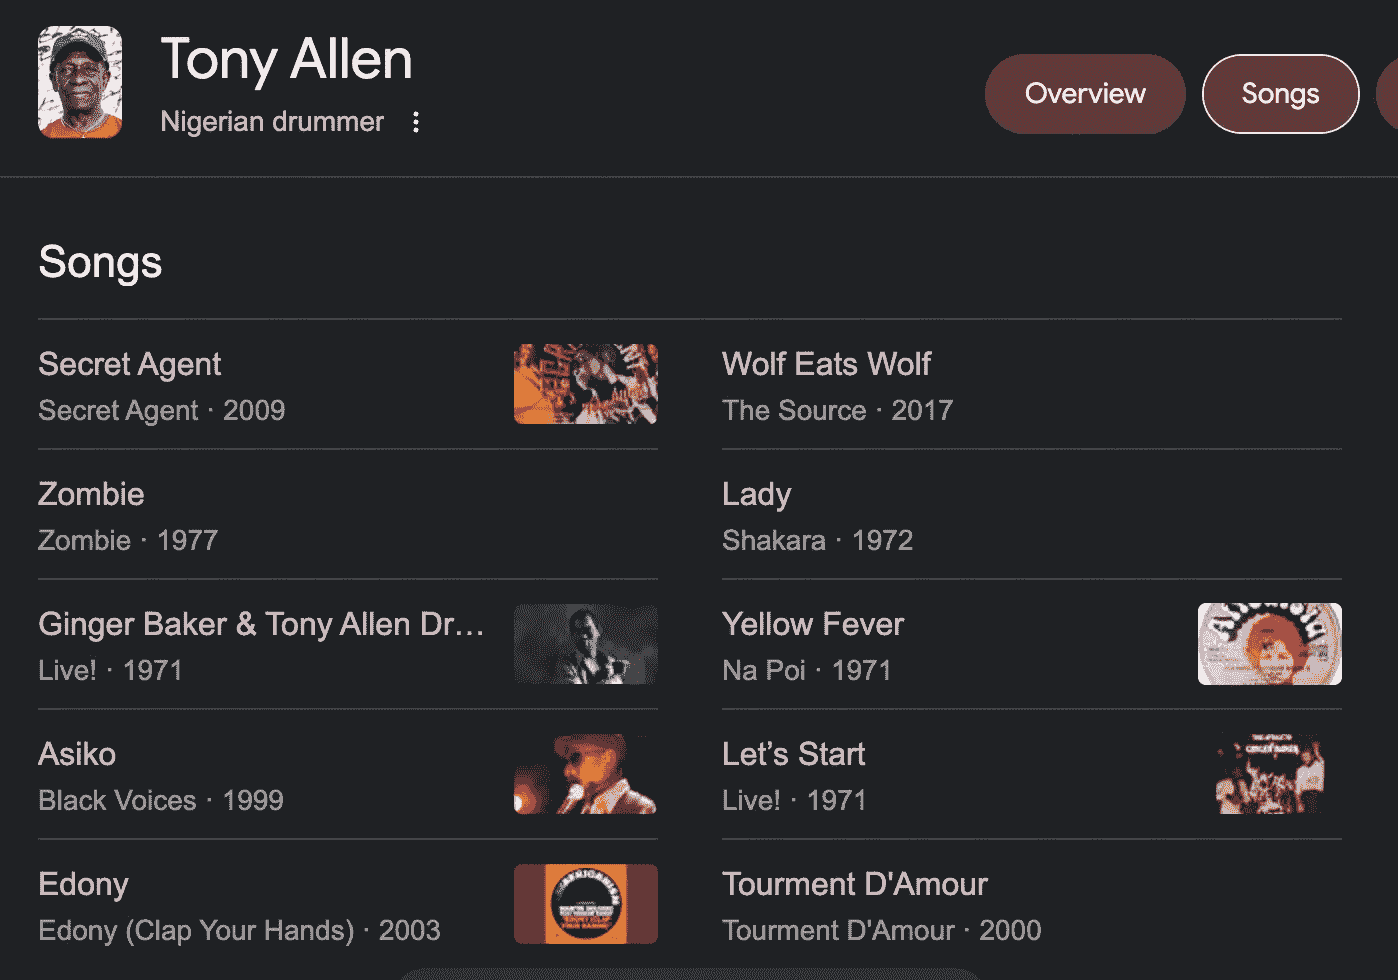 Tony Allen
Nigerian drummer
Overview
Songs
Songs
Secret Agent
Secret Agent · 2009
Wolf Eats Wolf
The Source · 2017
Zombie
Zombie · 1977
Lady
Shakara · 1972
Ginger Baker & Tony Allen Dr...
Live! · 1971
Yellow Fever
Na Poi · 1971
Asiko
Black Voices · 1999
Let’s Start
Live! · 1971
Edony
Edony (Clap Your Hands) · 2003
Tourment D'Amour
Tourment D'Amour · 2000